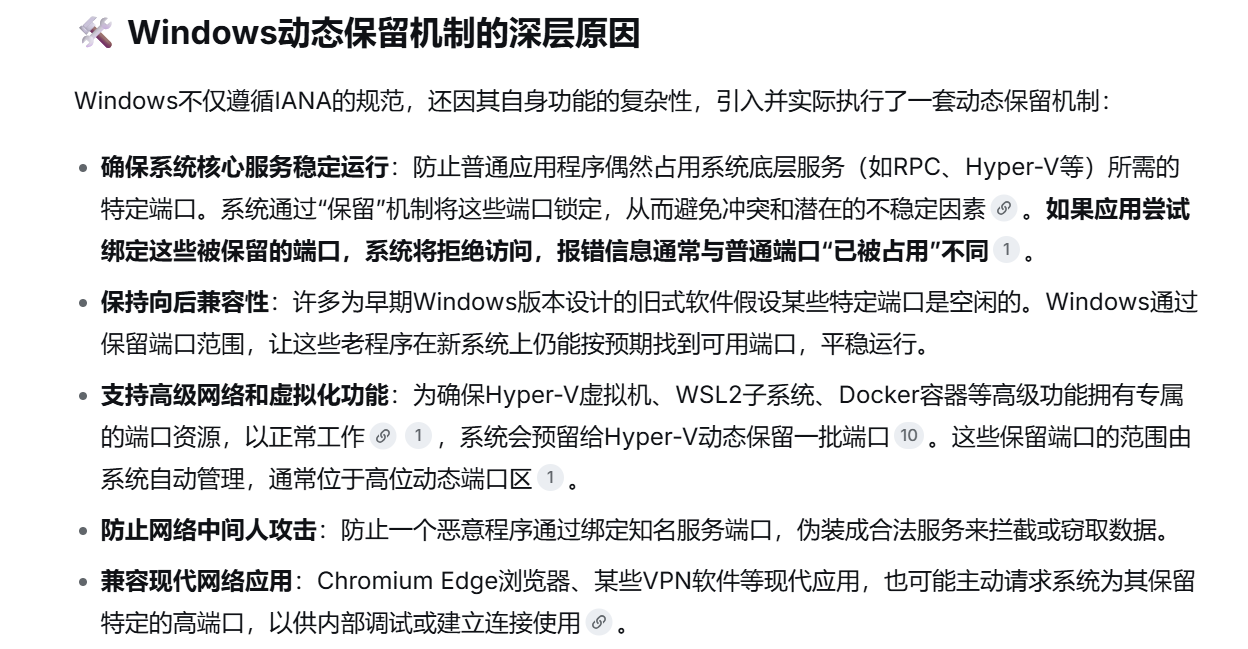 Windows动态保留机制的深层原因
Windows不仅遵循IANA的规范，还因其自身功能的复杂性，引入并实际执行了一套动态保留机制：
• 确保系统核心服务稳定运行：防止普通应用程序偶然占用系统底层服务（如RPC、Hyper-V等）所需的
特定端口。系统通过“保留”机制将这些端口锁定，从而避免冲突和潜在的不稳定因素 。如果应用尝试
绑定这些被保留的端口，系统将拒绝访问，报错信息通常与普通端口“已被占用”不同 1 。
• 保持向后兼容性：许多为早期Windows版本设计的旧式软件假设某些特定端口是空闲的。Windows通过
保留端口范围，让这些老程序在新系统上仍能按预期找到可用端口，平稳运行。
• 支持高级网络和虚拟化功能：为确保Hyper-V虚拟机、WSL2子系统、Docker容器等高级功能拥有专属
的端口资源，以正常工作 1 ，系统会预留给Hyper-V动态保留一批端口 10 。这些保留端口的范围由
系统自动管理，通常位于高位动态端口区 1 。
• 防止网络中间人攻击：防止一个恶意程序通过绑定知名服务端口，伪装成合法服务来拦截或窃取数据。
• 兼容现代网络应用：Chromium Edge浏览器、某些VPN软件等现代应用，也可能主动请求系统为其保留
特定的高端口，以供内部调试或建立连接使用 。